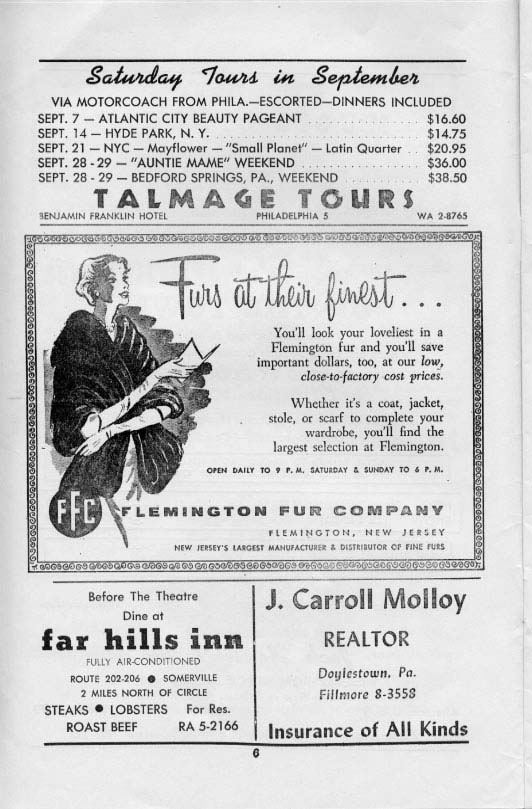 Saturday Tours in September
VIA MOTORCOACH FROM PHILA.—ESCORTED—DINNERS INCLUDED
SEPT. 7 — ATLANTIC CITY BEAUTY PAGEANT . . . . . . . . . . . . . . . $16.60
SEPT. 14 — HYDE PARK, N. Y. . . . . . . . . . . . . . . . . . . . . . . . . . $14.75
SEPT. 21 — NYC — Mayflower — "Small Planet" — Latin Quarter . . $20.95
SEPT. 28 - 29 — "AUNTIE MAME" WEEKEND . . . . . . . . . . . . . . . . $36.00
SEPT. 28 - 29 — BEDFORD SPRINGS, PA., WEEKEND . . . . . . . . . . $38.50
TALMAGE TOURS
BENJAMIN FRANKLIN HOTEL PHILADELPHIA 5 WA 2-8765
Furs at their finest . . .
You'll look your loveliest in a
Flemington fur and you'll save
important dollars, too, at our low,
close-to-factory cost prices.
Whether it's a coat, jacket,
stole, or scarf to complete your
wardrobe, you'll find the
largest selection at Flemington.
OPEN DAILY TO 9 P. M. SATURDAY & SUNDAY TO 6 P. M.
FFC FLEMINGTON FUR COMPANY
FLEMINGTON, NEW JERSEY
NEW JERSEY'S LARGEST MANUFACTURER & DISTRIBUTOR OF FINE FURS
Before The Theatre
Dine at
far hills inn
FULLY AIR-CONDITIONED
ROUTE 202-206 ● SOMERVILLE
2 MILES NORTH OF CIRCLE
STEAKS ● LOBSTERS For Res.
ROAST BEEF RA 5-2166
J. Carroll Molloy
REALTOR
Doylestown, Pa.
Fillmore 8-3558
Insurance of All Kinds
6